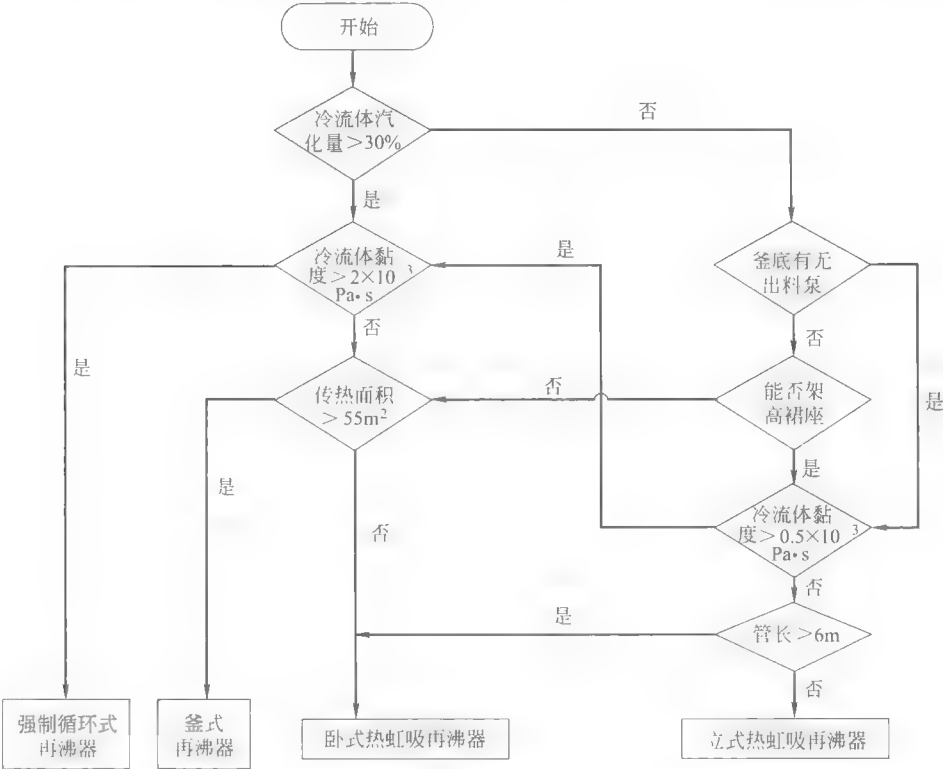 开始
冷流体汽
化量＞30%
否
是
冷流体黏
度＞2×10 3
Pa•s
是
釜底有无
出料泵
是
否
否
传热面积
＞55m²
否
能否架
高裙座
是
是
是
冷流体黏
度＞0.5×10 3
Pa•s
否
否
是
管长＞6m
否
强制循环式
再沸器
釜式
再沸器
卧式热虹吸再沸器
立式热虹吸再沸器